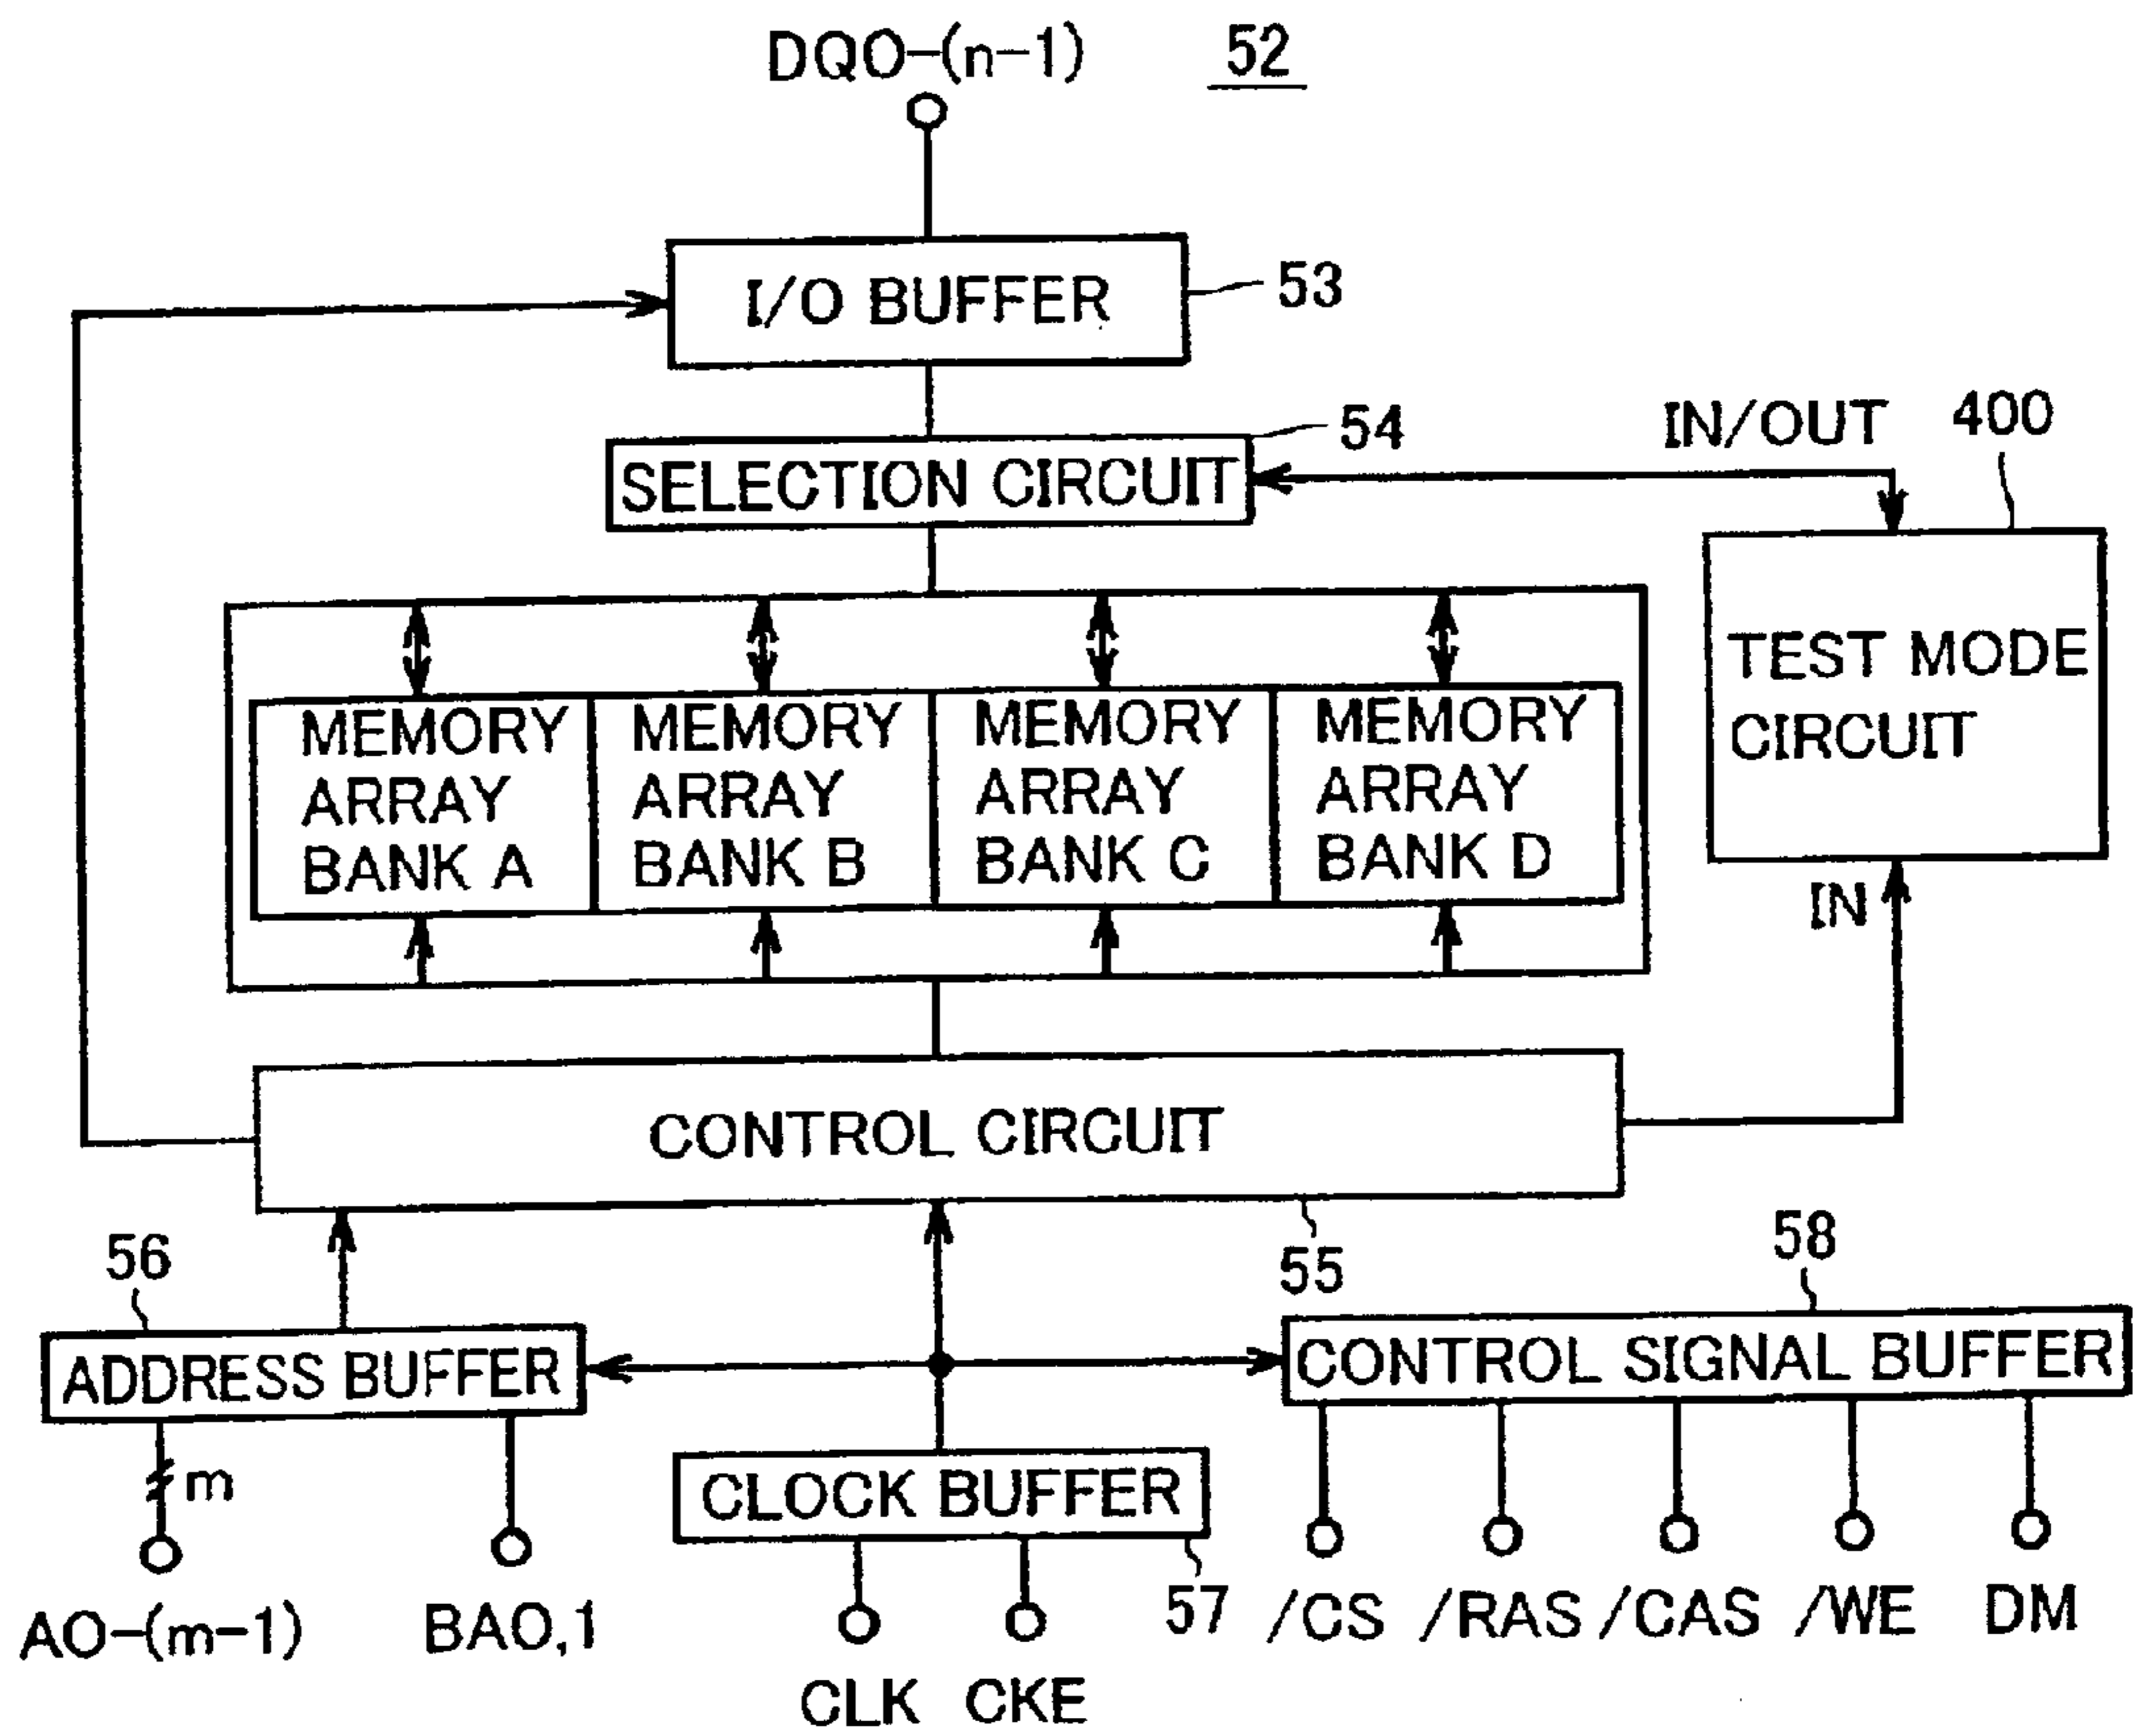 DQ0-(n-1) 52
I/O BUFFER
53
SELECTION CIRCUIT
54
IN/OUT 400
TEST MODE
CIRCUIT
IN
MEMORY
ARRAY
BANK A
MEMORY
ARRAY
BANK B
MEMORY
ARRAY
BANK C
MEMORY
ARRAY
BANK D
CONTROL CIRCUIT
55
56
58
ADDRESS BUFFER
CONTROL SIGNAL BUFFER
m
CLOCK BUFFER
57
A0-(m-1)
BA0,1
CLK CKE
/CS /RAS /CAS /WE DM